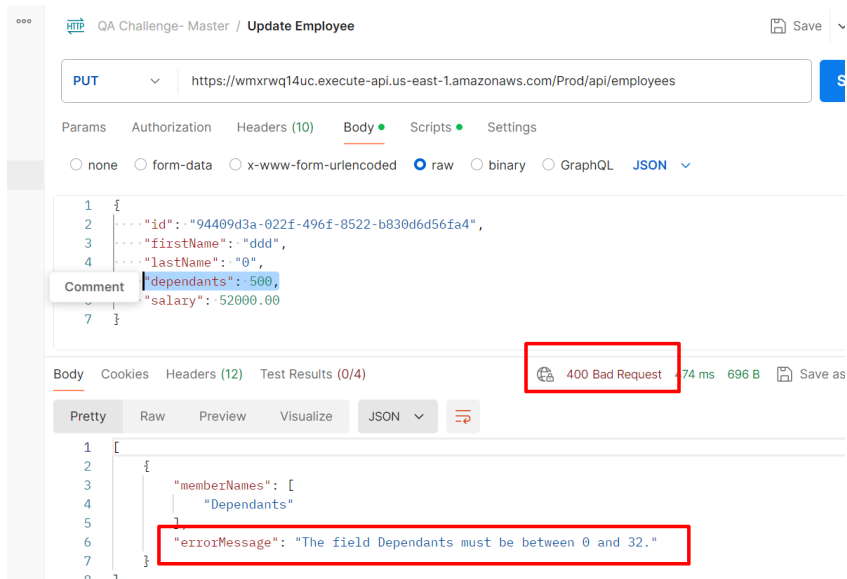 HTTP QA Challenge- Master / Update Employee Save
PUT https://wmxrwq14uc.execute-api.us-east-1.amazonaws.com/Prod/api/employees S
Params Authorization Headers (10) Body Scripts Settings
none form-data x-www-form-urlencoded raw binary GraphQL JSON
1 {
2 "id": "94409d3a-022f-496f-8522-b830d6d56fa4",
3 "firstName": "ddd",
4 "lastName": "0",
Comment "dependants": 500,
"salary": 52000.00
7 }
Body Cookies Headers (12) Test Results (0/4) 400 Bad Request 474 ms 696 B Save as
Pretty Raw Preview Visualize JSON
1 [
2 {
3 "memberNames": [
4 "Dependants"
5 ],
6 "errorMessage": "The field Dependants must be between 0 and 32."
7 }
8 ]